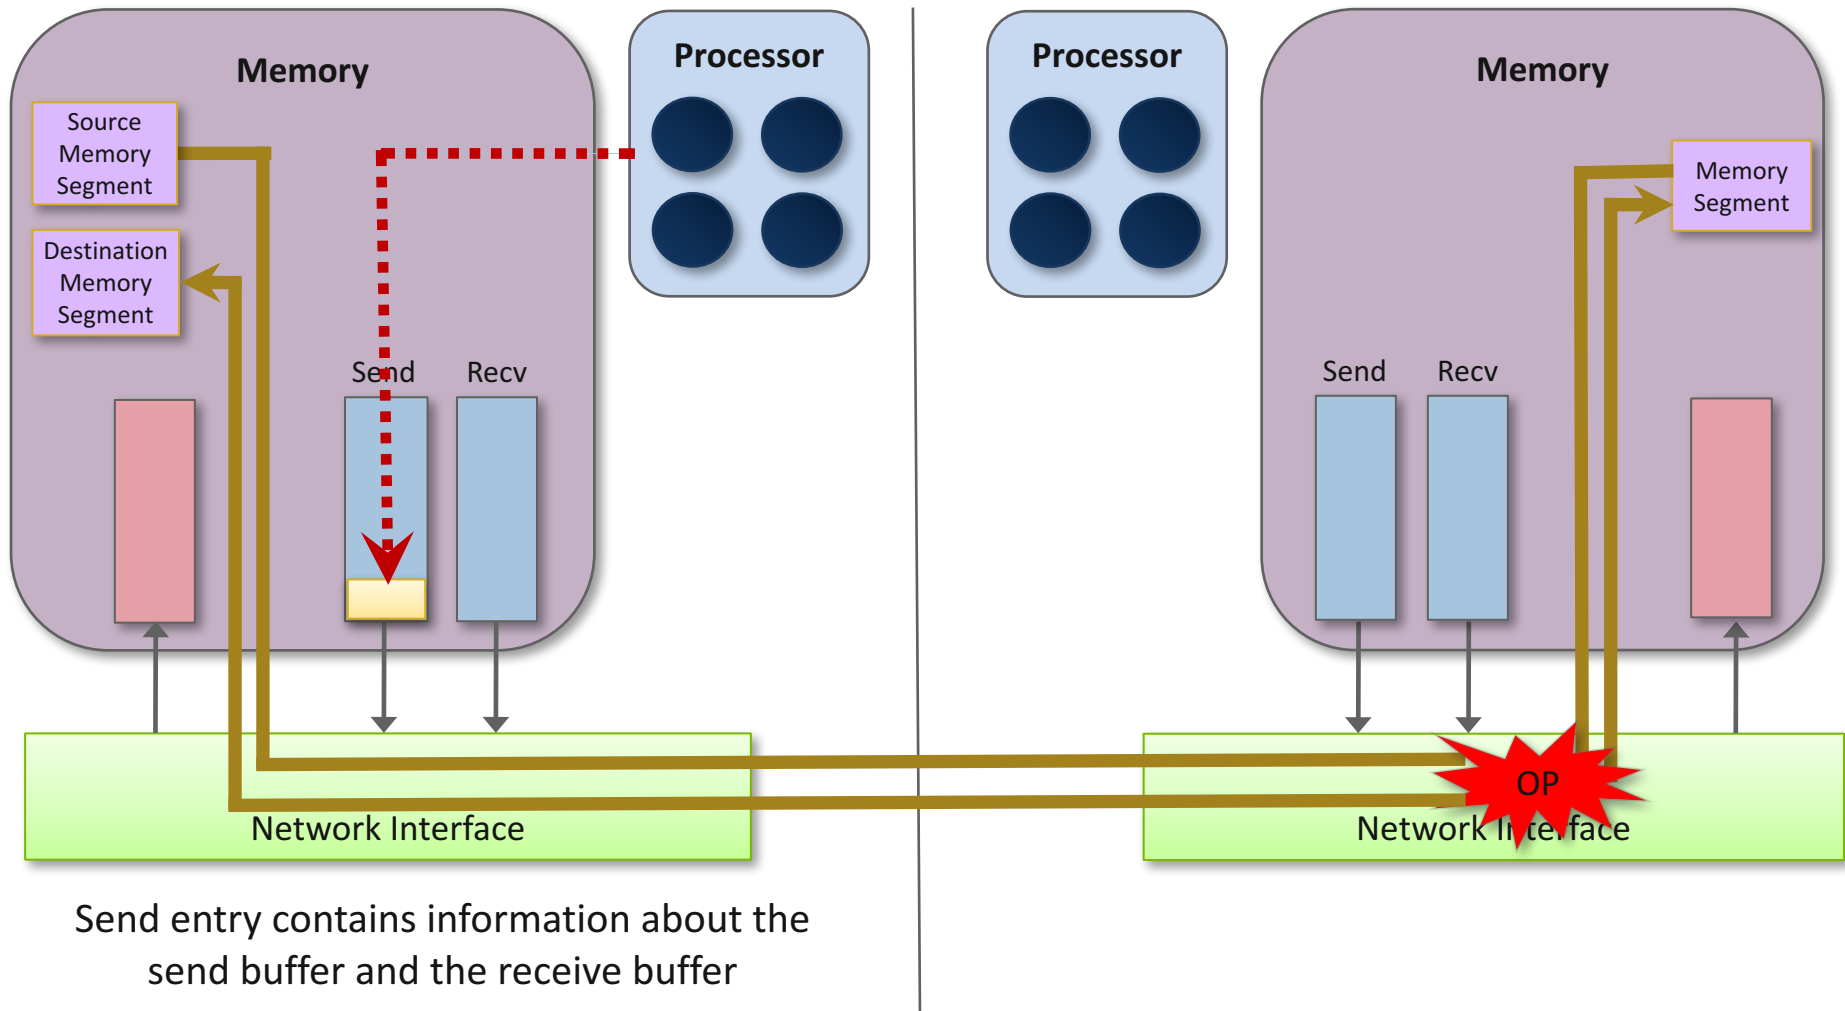 Memory
Processor
Processor
Memory
Source
Memory
Segment
Destination
Memory
Segment
Memory
Segment
Send
Recv
Send
Recv
OP
Network Interface
Network Interface
Send entry contains information about the
send buffer and the receive buffer